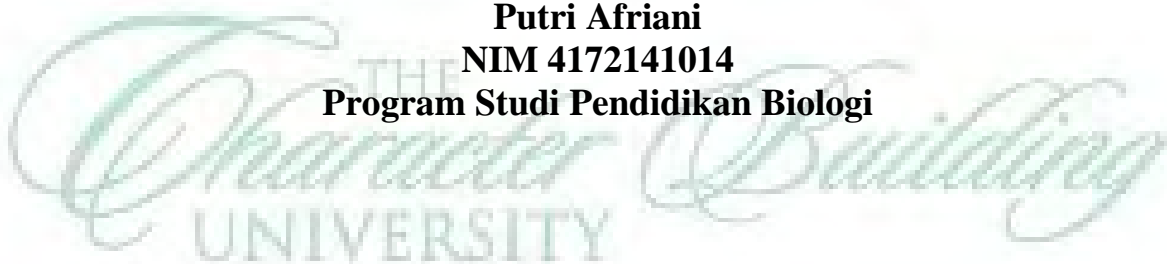 Putri Afriani
NIM 4172141014
Program Studi Pendidikan Biologi
THE
Character Building
UNIVERSITY